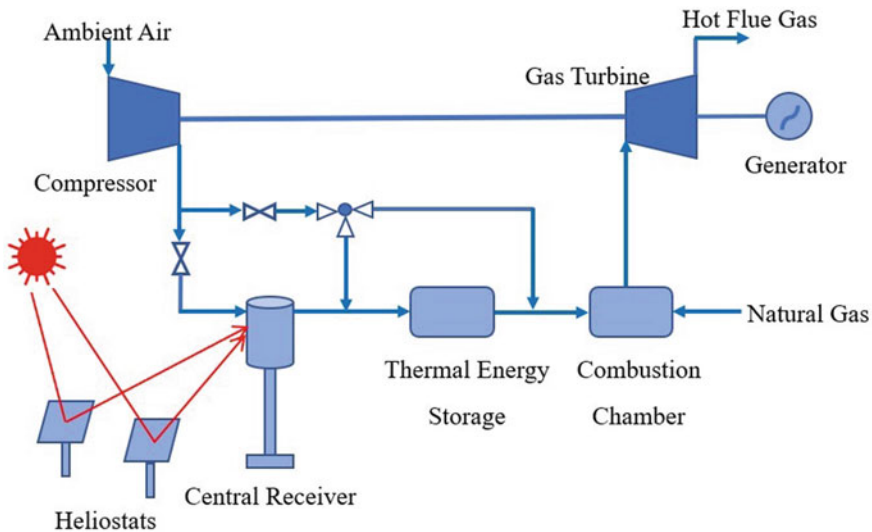 Ambient Air
Hot Flue Gas
Gas Turbine
Compressor
Generator
Natural Gas
Thermal Energy
Storage
Combustion
Chamber
Central Receiver
Heliostats